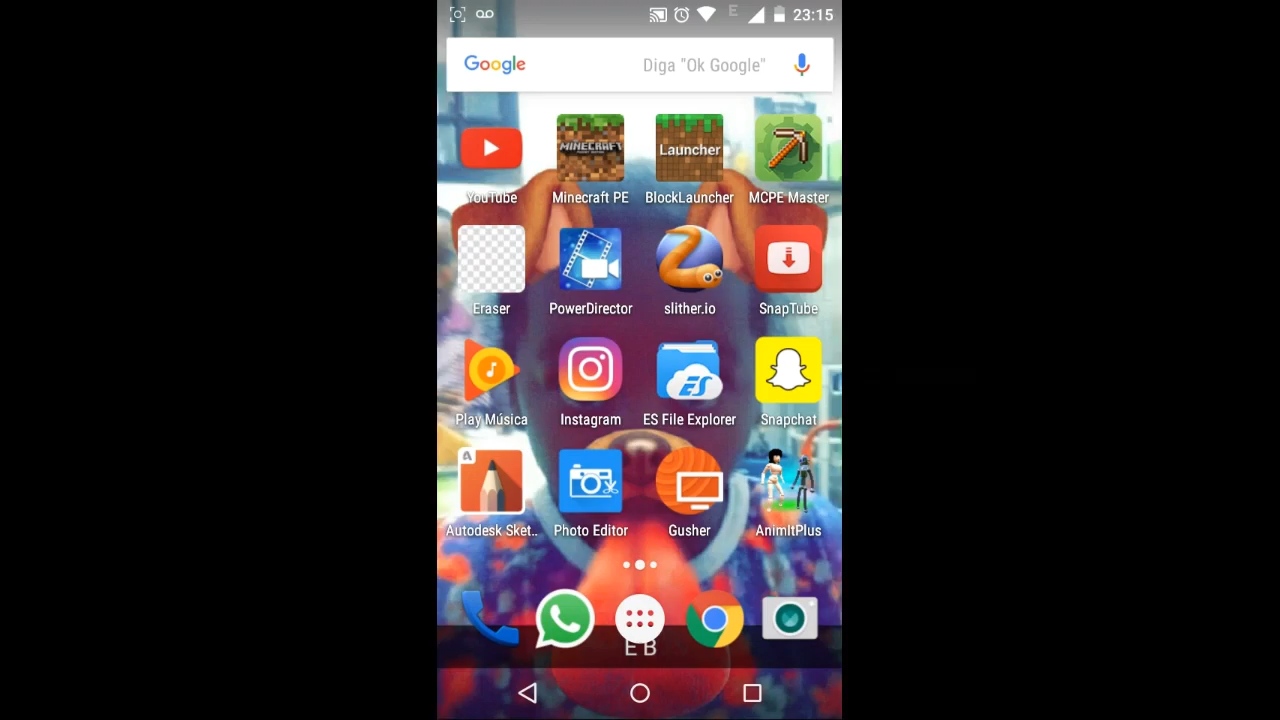 E 23:15
Google Diga "Ok Google"
MINECRAFT Launcher
YouTube Minecraft PE BlockLauncher MCPE Master
Eraser PowerDirector slither.io SnapTube
ES
Play Música Instagram ES File Explorer Snapchat
A
Autodesk Sket.. Photo Editor Gusher AnimItPlus
E B